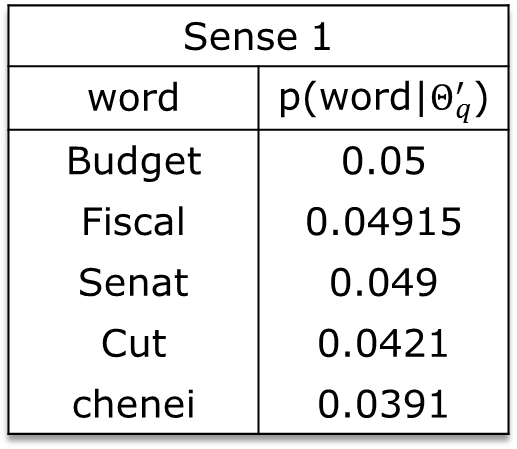 Sense 1
word p(word|Θ′q)
Budget 0.05
Fiscal 0.04915
Senat 0.049
Cut 0.0421
chenei 0.0391